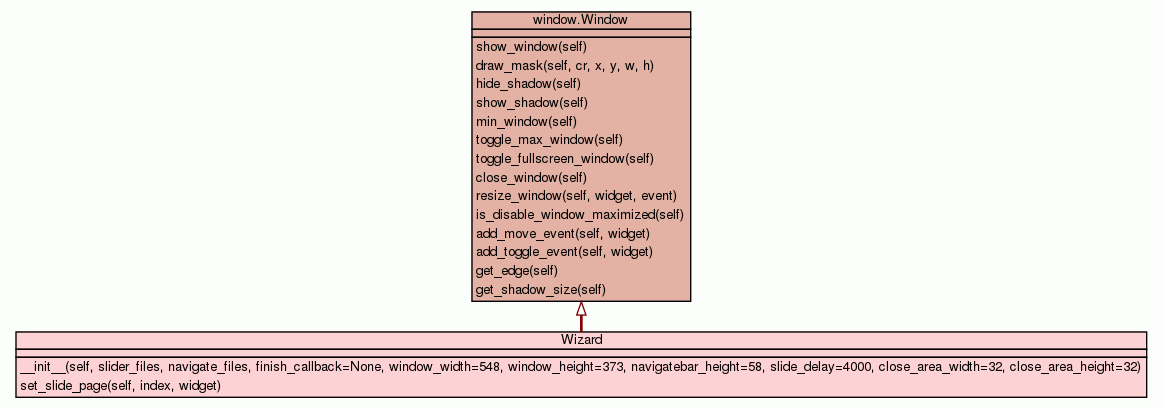 window.Window
show_window(self)
draw_mask(self, cr, x, y, w, h)
hide_shadow(self)
show_shadow(self)
min_window(self)
toggle_max_window(self)
toggle_fullscreen_window(self)
close_window(self)
resize_window(self, widget, event)
is_disable_window_maximized(self)
add_move_event(self, widget)
add_toggle_event(self, widget)
get_edge(self)
get_shadow_size(self)
Wizard
__init__(self, slider_files, navigate_files, finish_callback=None, window_width=548, window_height=373, navigatebar_height=58, slide_delay=4000, close_area_width=32, close_area_height=32)
set_slide_page(self, index, widget)